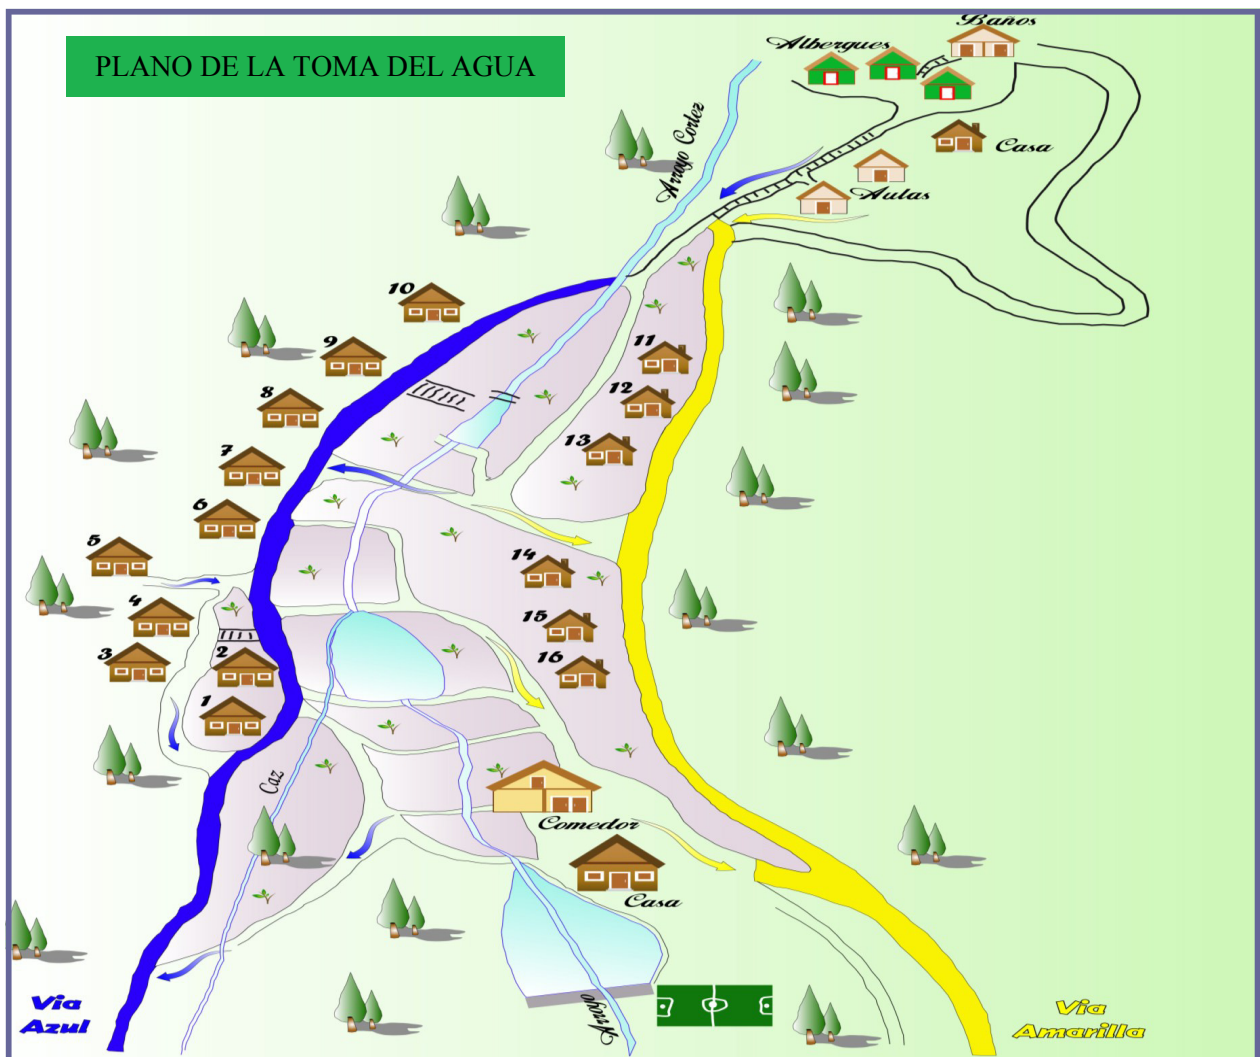 PLANO DE LA TOMA DEL AGUA
Baños
Albergues
Arroyo Cortez
Casa
Aulas
10
9
11
8
12
7
13
6
5
14
4
15
3
2
16
1
Caz
Comedor
Casa
Arroyo
Via
Azul
Via
Amarilla